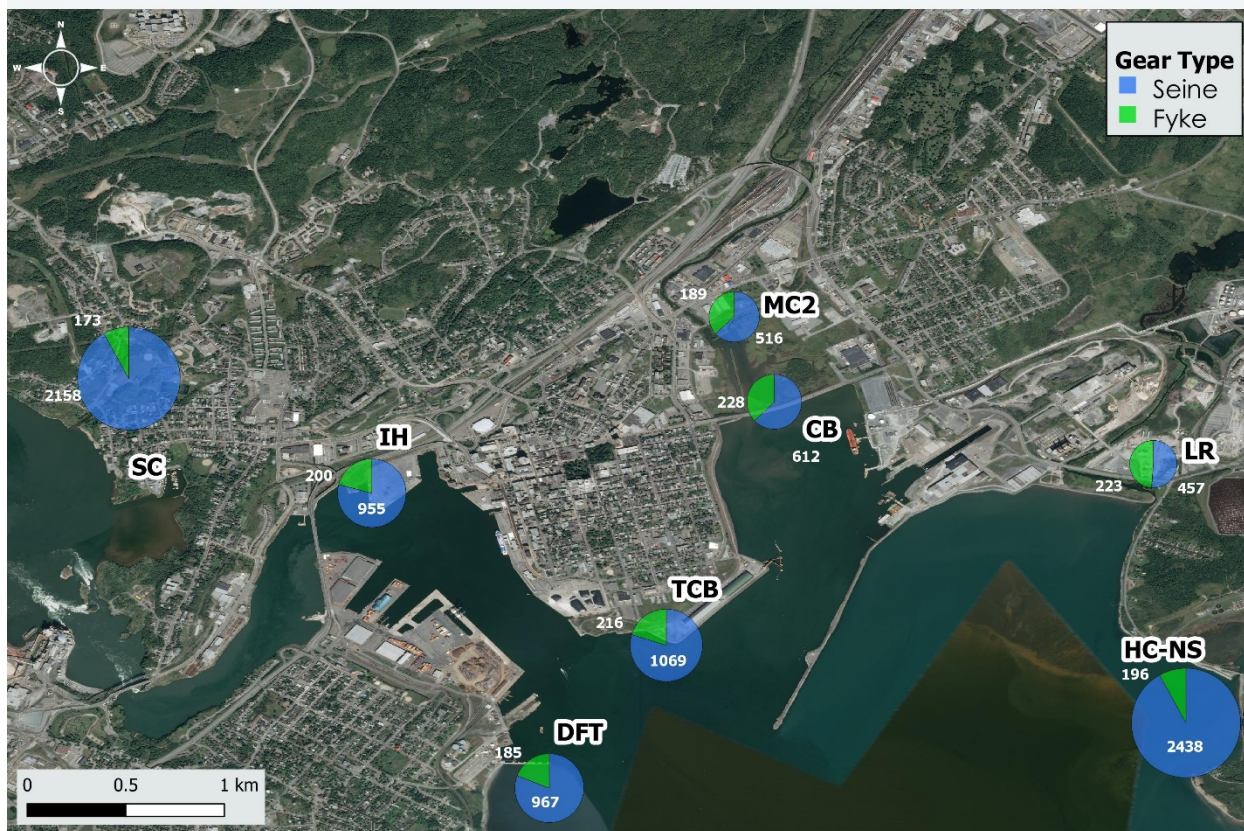 N
W E
S
Gear Type
Seine
Fyke
189
MC2
516
173
2158
SC
228
CB
612
IH
200
955
LR
223
457
TCB
216
1069
HC-NS
196
2438
DFT
185
967
0 0.5 1 km